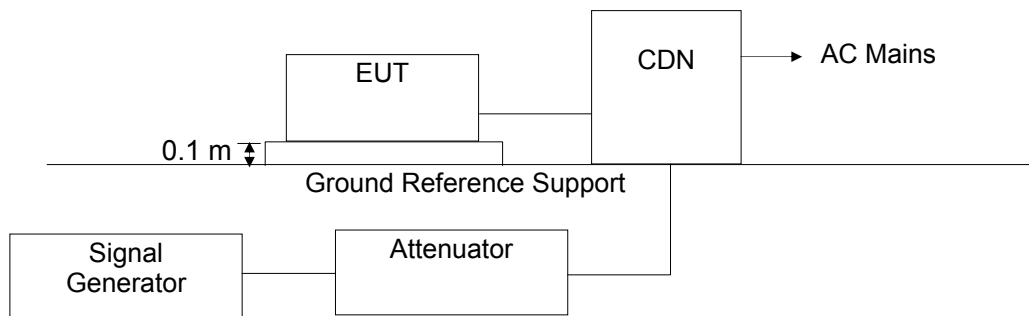 EUT
CDN
AC Mains
0.1 m
Ground Reference Support
Signal
Generator
Attenuator